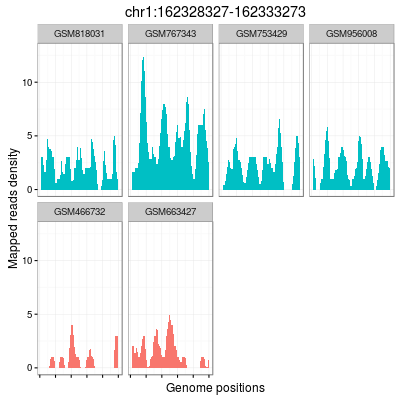 chr1:162328327-162333273
GSM818031 GSM767343 GSM753429 GSM956008
10
5
0
GSM466732 GSM663427
10
5
0
Mapped reads density
Genome positions